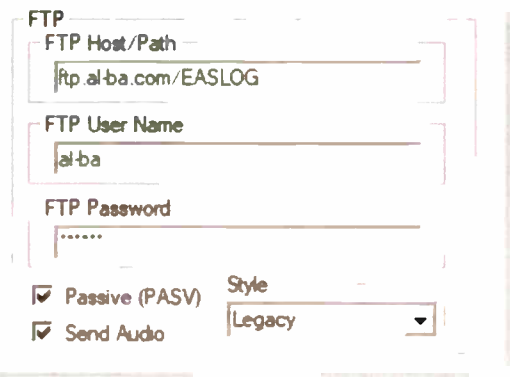 FTP
FTP Host/Path
ftp.al-ba.com/EASLOG
FTP User Name
al-ba
FTP Password
••••••
Passive (PASV)
Style
Send Audio
Legacy